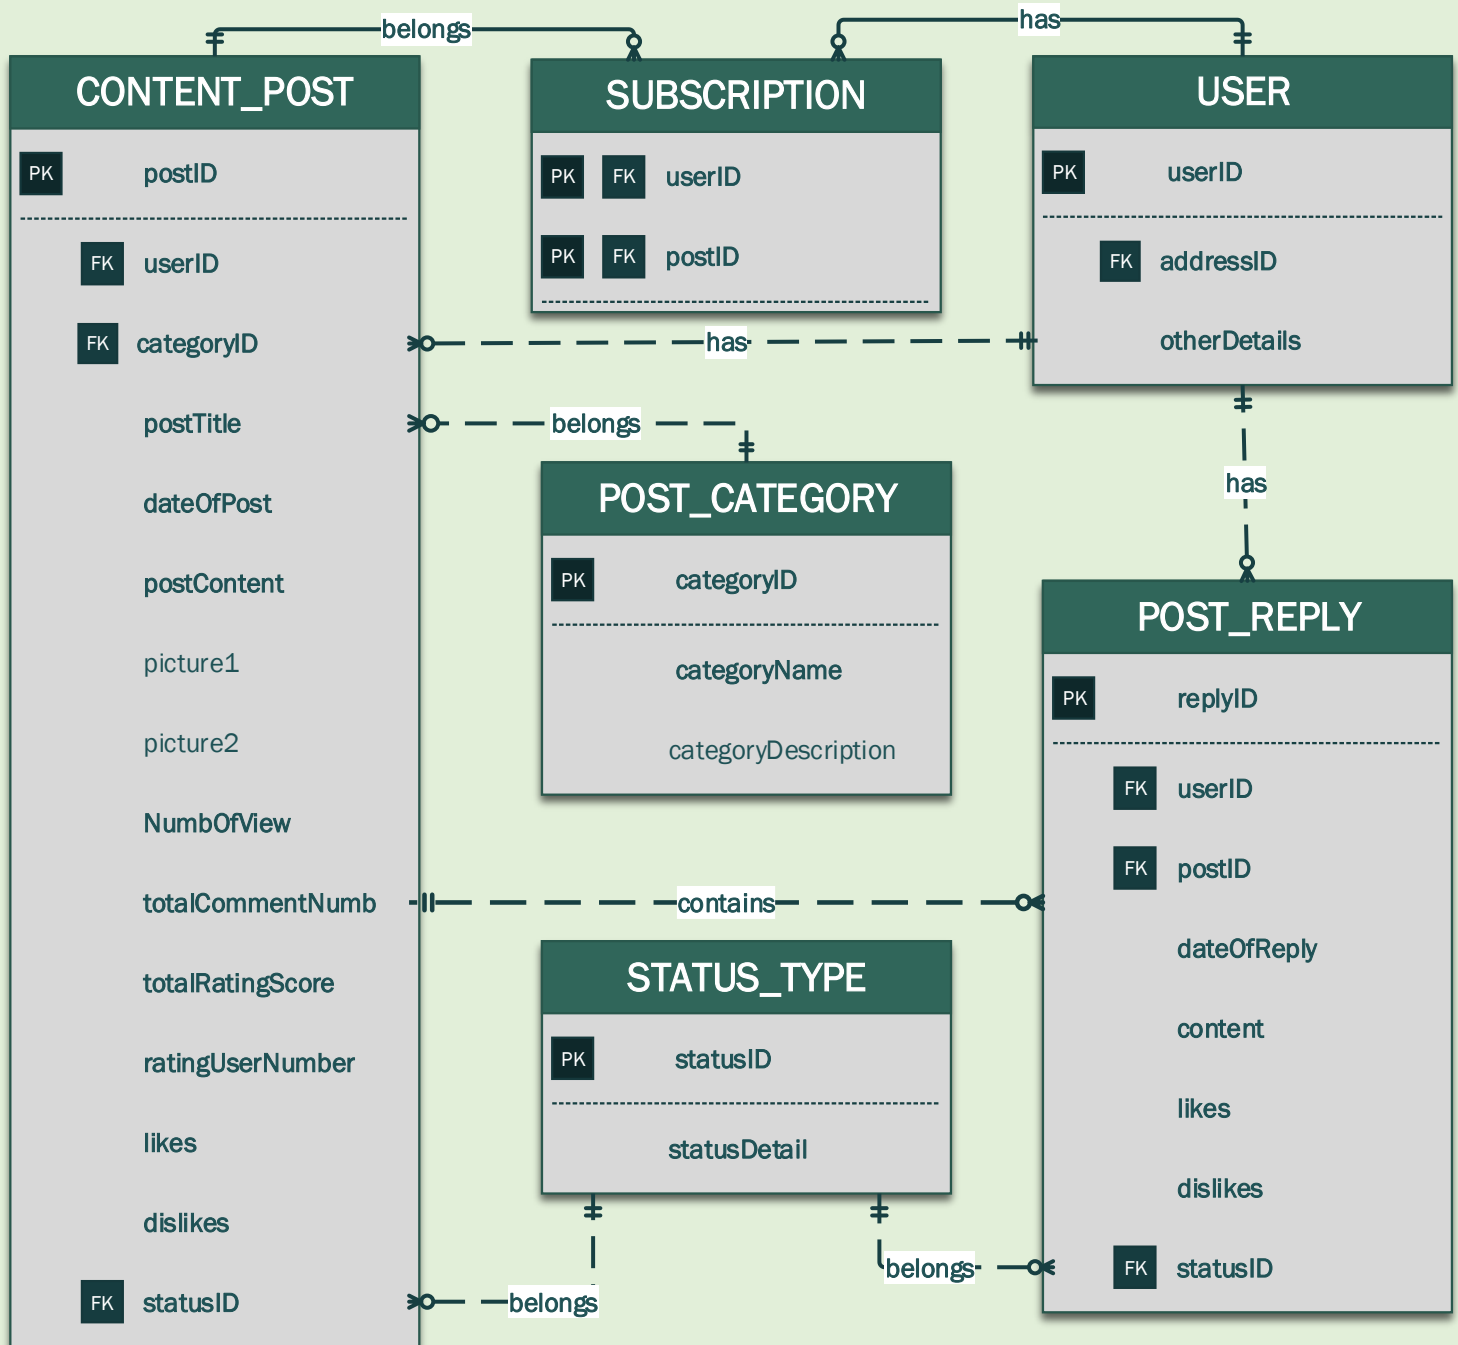 belongs
has
CONTENT_POST
PK postID
FK userID
FK categoryID
postTitle
dateOfPost
postContent
picture1
picture2
NumbOfView
totalCommentNumb
totalRatingScore
ratingUserNumber
likes
dislikes
FK statusID
SUBSCRIPTION
PK FK userID
PK FK postID
USER
PK userID
FK addressID
otherDetails
has
belongs
has
POST_CATEGORY
PK categoryID
categoryName
categoryDescription
POST_REPLY
PK replyID
FK userID
FK postID
dateOfReply
content
likes
dislikes
FK statusID
contains
STATUS_TYPE
PK statusID
statusDetail
belongs
belongs